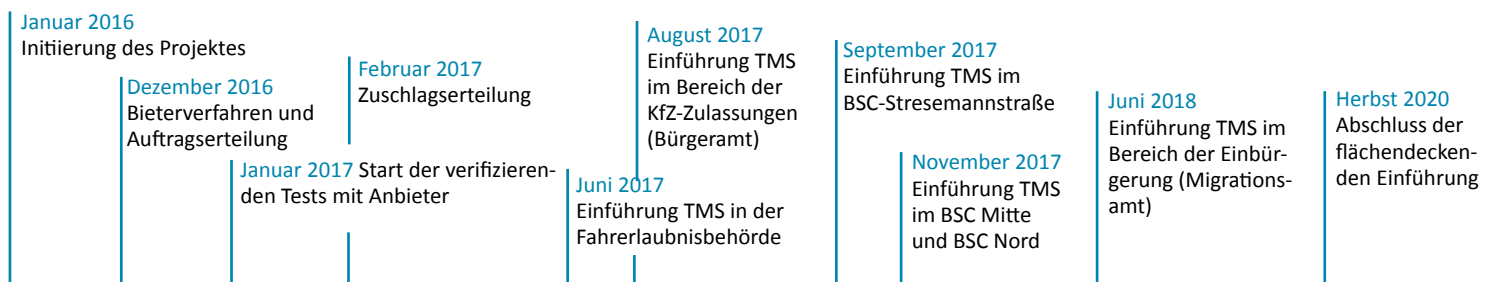 Januar 2016
Initiierung des Projektes
Dezember 2016
Bieterverfahren und
Auftragserteilung
Januar 2017 Start der verifizieren-
den Tests mit Anbieter
Februar 2017
Zuschlagserteilung
Juni 2017
Einführung TMS in der
Fahrerlaubnisbehörde
August 2017
Einführung TMS
im Bereich der
KfZ-Zulassungen
(Bürgeramt)
September 2017
Einführung TMS im
BSC-Stresemannstraße
November 2017
Einführung TMS
im BSC Mitte
und BSC Nord
Juni 2018
Einführung TMS im
Bereich der Einbür-
gerung (Migrations-
amt)
Herbst 2020
Abschluss der
flächendecken-
den Einführung